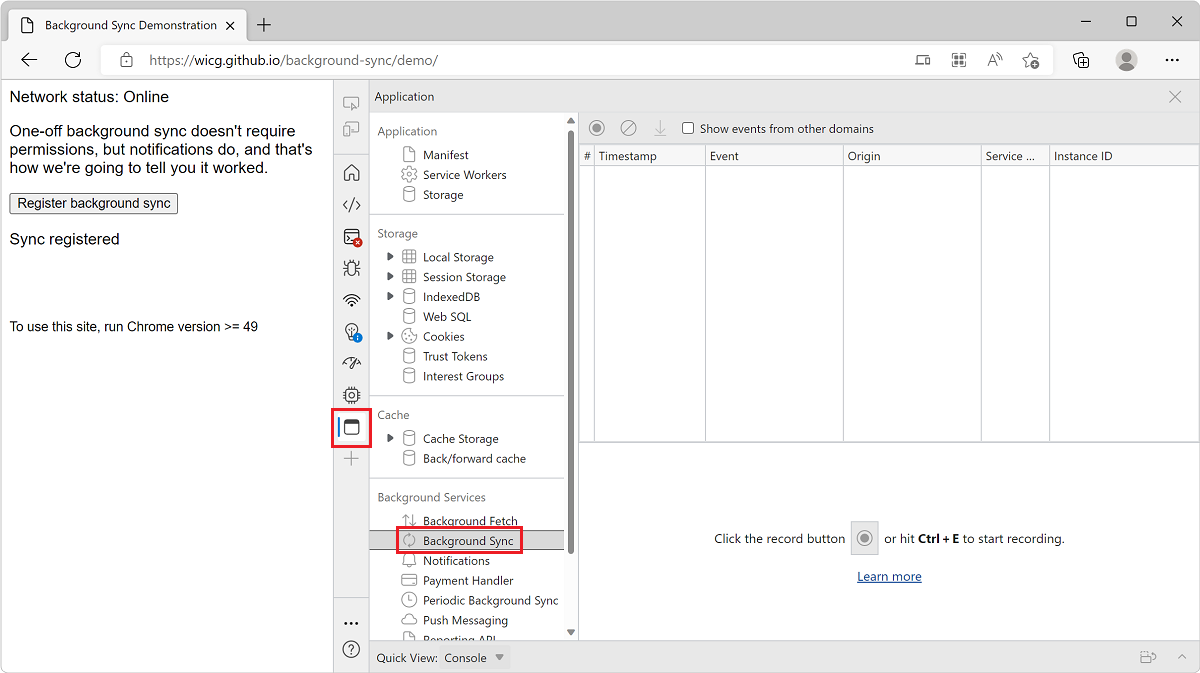 Background Sync Demonstration
https://wicg.github.io/background-sync/demo/
Network status: Online
One-off background sync doesn't require
permissions, but notifications do, and that's
how we're going to tell you it worked.
Register background sync
Sync registered
To use this site, run Chrome version >= 49
Application
Application
Manifest
Service Workers
Storage
Storage
Local Storage
Session Storage
IndexedDB
Web SQL
Cookies
Trust Tokens
Interest Groups
Cache
Cache Storage
Back/forward cache
Background Services
Background Fetch
Background Sync
Notifications
Payment Handler
Periodic Background Sync
Push Messaging
Reporting API
Show events from other domains
# Timestamp Event Origin Service ... Instance ID
Click the record button or hit Ctrl + E to start recording.
Learn more
Quick View: Console